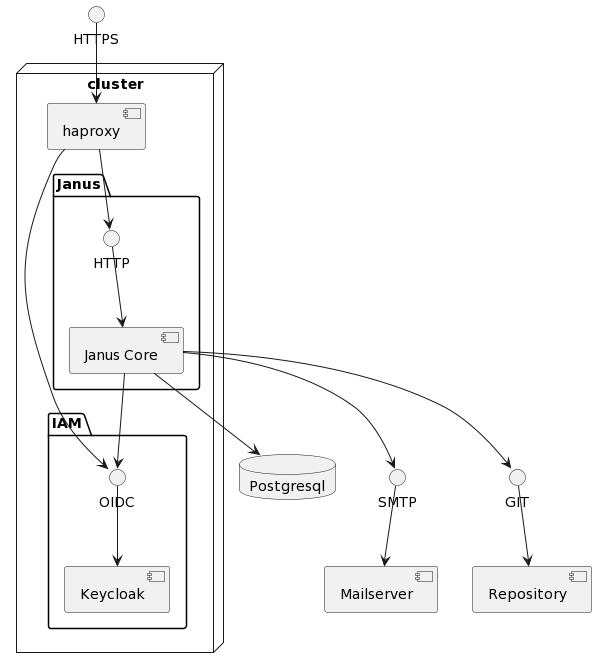 HTTPS
cluster
haproxy
Janus
HTTP
Janus Core
IAM
OIDC
Postgresql
SMTP
GIT
Keycloak
Mailserver
Repository